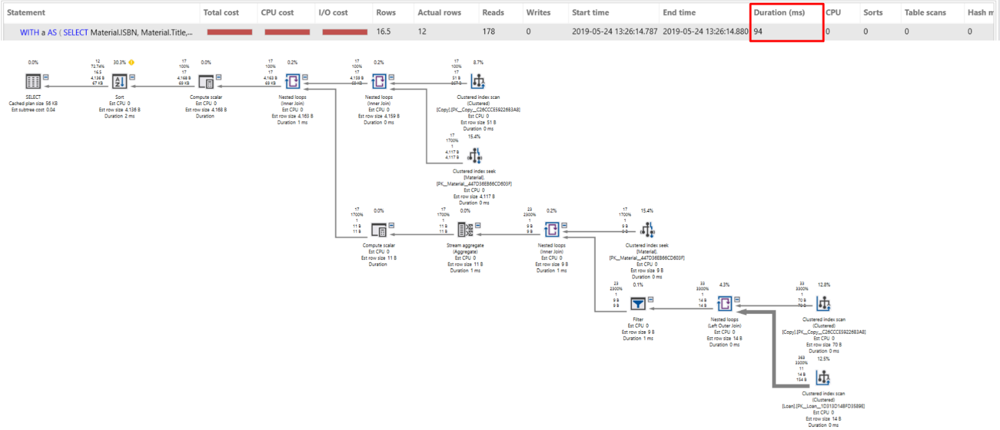 Statement Total cost CPU cost I/O cost Rows Actual rows Reads Writes Start time End time Duration (ms) CPU Sorts Table scans Hash m
WITH a AS ( SELECT Material.ISBN, Material.Title,... 16.5 12 178 0 2019-05-24 13:26:14.787 2019-05-24 13:26:14.880 94 0 0 0 0
0.0%
SELECT
Cached plan size 56 KB
Est subtree cost 0.04
12
72.74%
16.5
4,136 B
67 KB
30.3%
Sort
Est CPU 0
Est row size 4,136 B
Duration 2 ms
17
100%
17
4,168 B
69 KB
0.0%
Compute scalar
Est CPU 0
Est row size 4,168 B
Duration
17
100%
17
4,163 B
69 KB
0.2%
Nested loops
(Inner Join)
Est CPU 0
Est row size 4,163 B
Duration 1 ms
17
100%
17
4,159 B
0.2%
Nested loops
(Inner Join)
Est CPU 0
Est row size 4,159 B
Duration 0 ms
17
100%
17
51 B
8.7%
Clustered index scan
(Clustered)
[Copy].[PK__Copy__C26CCCE5922683A8]
Est CPU 0
Est row size 51 B
Duration 0 ms
17
1700%
1
4,117 B
4,117 B
15.4%
Clustered index seek
[Material].
[PK__Material__447D36EB66CD603F]
Est CPU 0
Est row size 4,117 B
Duration 0 ms
17
1700%
1
11 B
11 B
0.0%
Compute scalar
Est CPU 0
Est row size 11 B
Duration
17
1700%
1
11 B
11 B
0.0%
Stream aggregate
(Aggregate)
Est CPU 0
Est row size 11 B
Duration 1 ms
23
2300%
1
9 B
9 B
0.2%
Nested loops
(Inner Join)
Est CPU 0
Est row size 9 B
Duration 1 ms
17
1700%
1
9 B
15.4%
Clustered index seek
[Material].
[PK__Material__447D36EB66CD603F]
Est CPU 0
Est row size 9 B
Duration 0 ms
23
2300%
1
9 B
9 B
0.1%
Filter
Est CPU 0
Est row size 9 B
Duration 1 ms
33
3300%
1
14 B
14 B
4.3%
Nested loops
(Left Outer Join)
Est CPU 0
Est row size 14 B
Duration 0 ms
33
3300%
1
70 B
70 B
12.8%
Clustered index scan
(Clustered)
[Copy].[PK__Copy__C26CCCE5922683A8]
Est CPU 0
Est row size 70 B
Duration 0 ms
363
3300%
11
14 B
154 B
12.5%
Clustered index scan
(Clustered)
[Loan].[PK__Loan__1D313D14BFD3589E]
Est CPU 0
Est row size 14 B
Duration 0 ms